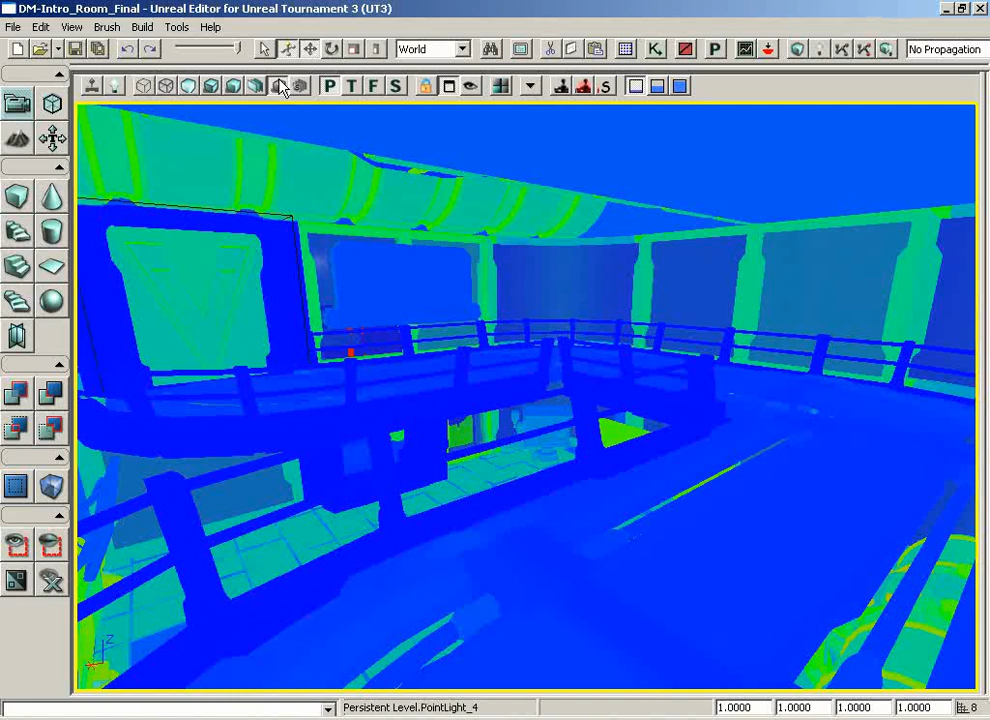 DM-Intro_Room_Final - Unreal Editor for Unreal Tournament 3 (UT3)
File Edit View Brush Build Tools Help
World K P No Propagation
P T F S S
Z
Persistent Level.PointLight_4 1.0000 1.0000 1.0000 1.0000 8